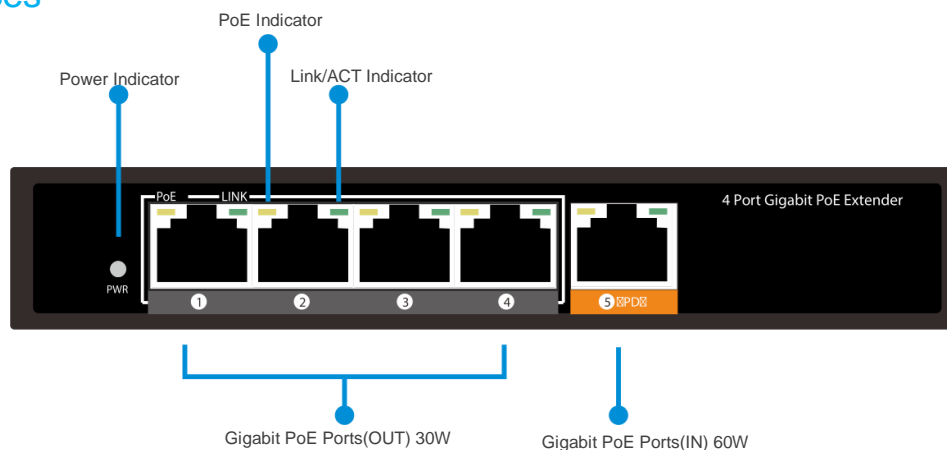 PoE Indicator
Power Indicator
Link/ACT Indicator
PoE LINK
4 Port Gigabit PoE Extender
PWR
1 2 3 4 5 PD
Gigabit PoE Ports(OUT) 30W
Gigabit PoE Ports(IN) 60W